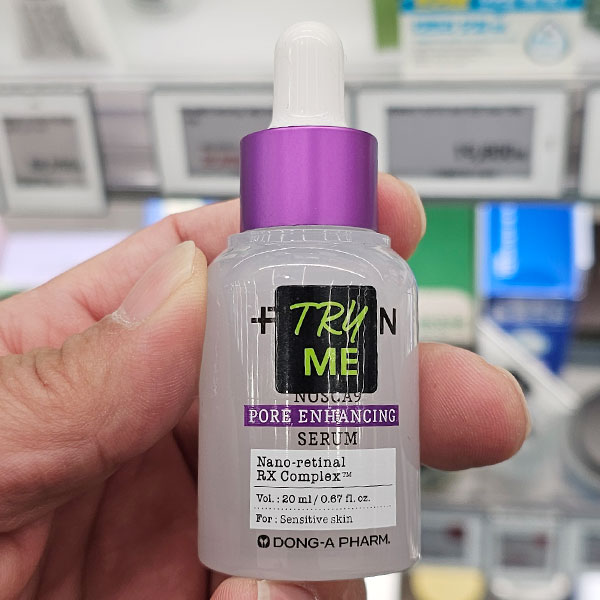 TRY
ME
N
NOSCA9
PORE ENHANCING
SERUM
Nano-retinal
RX Complex™
Vol. : 20 ml / 0.67 fl. oz.
For : Sensitive skin
DONG-A PHARM.